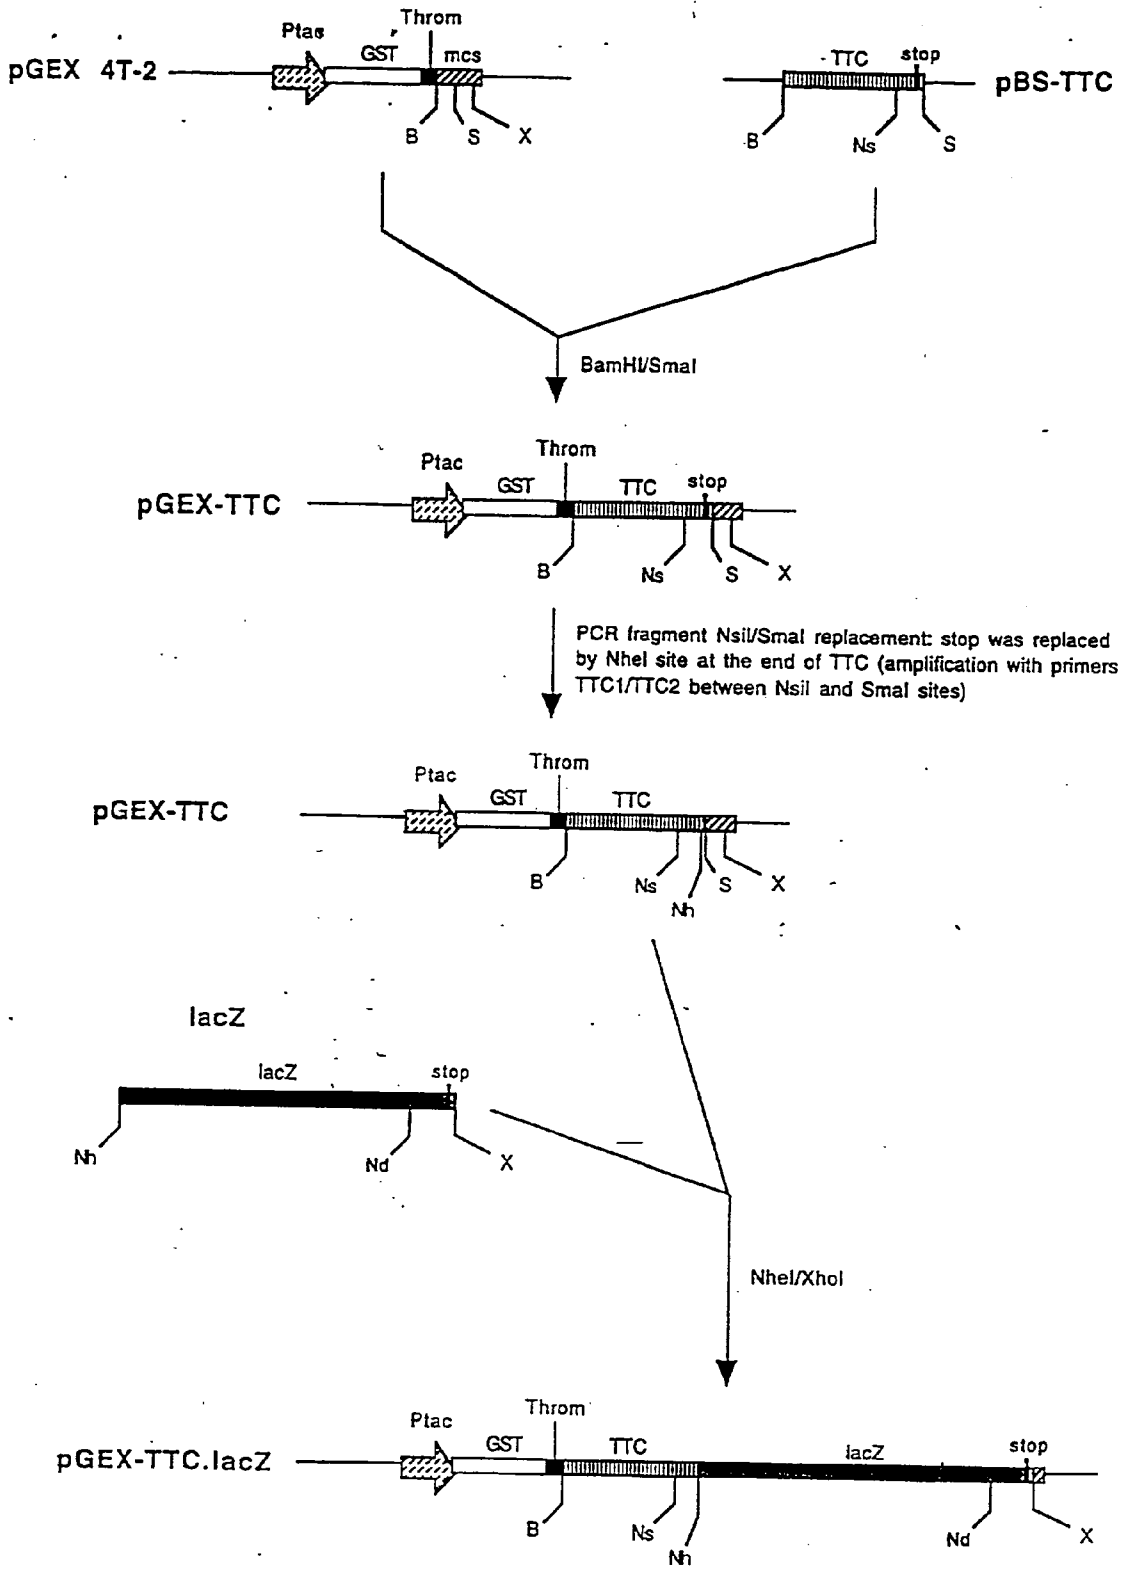 Throm
Ptac
GST
mcs
pGEX 4T-2
B
S
X
TTC
stop
pBS-TTC
B
Ns
S
BamHI/SmaI
Throm
Ptac
GST
TTC
stop
pGEX-TTC
B
Ns
S
X
PCR fragment NsiI/SmaI replacement: stop was replaced
by NheI site at the end of TTC (amplification with primers
TTC1/TTC2 between NsiI and SmaI sites)
Throm
Ptac
GST
TTC
pGEX-TTC
B
Ns
Nh
S
X
lacZ
lacZ
stop
Nh
Nd
X
NheI/XhoI
Throm
Ptac
GST
TTC
lacZ
stop
pGEX-TTC.lacZ
B
Ns
Nh
Nd
X